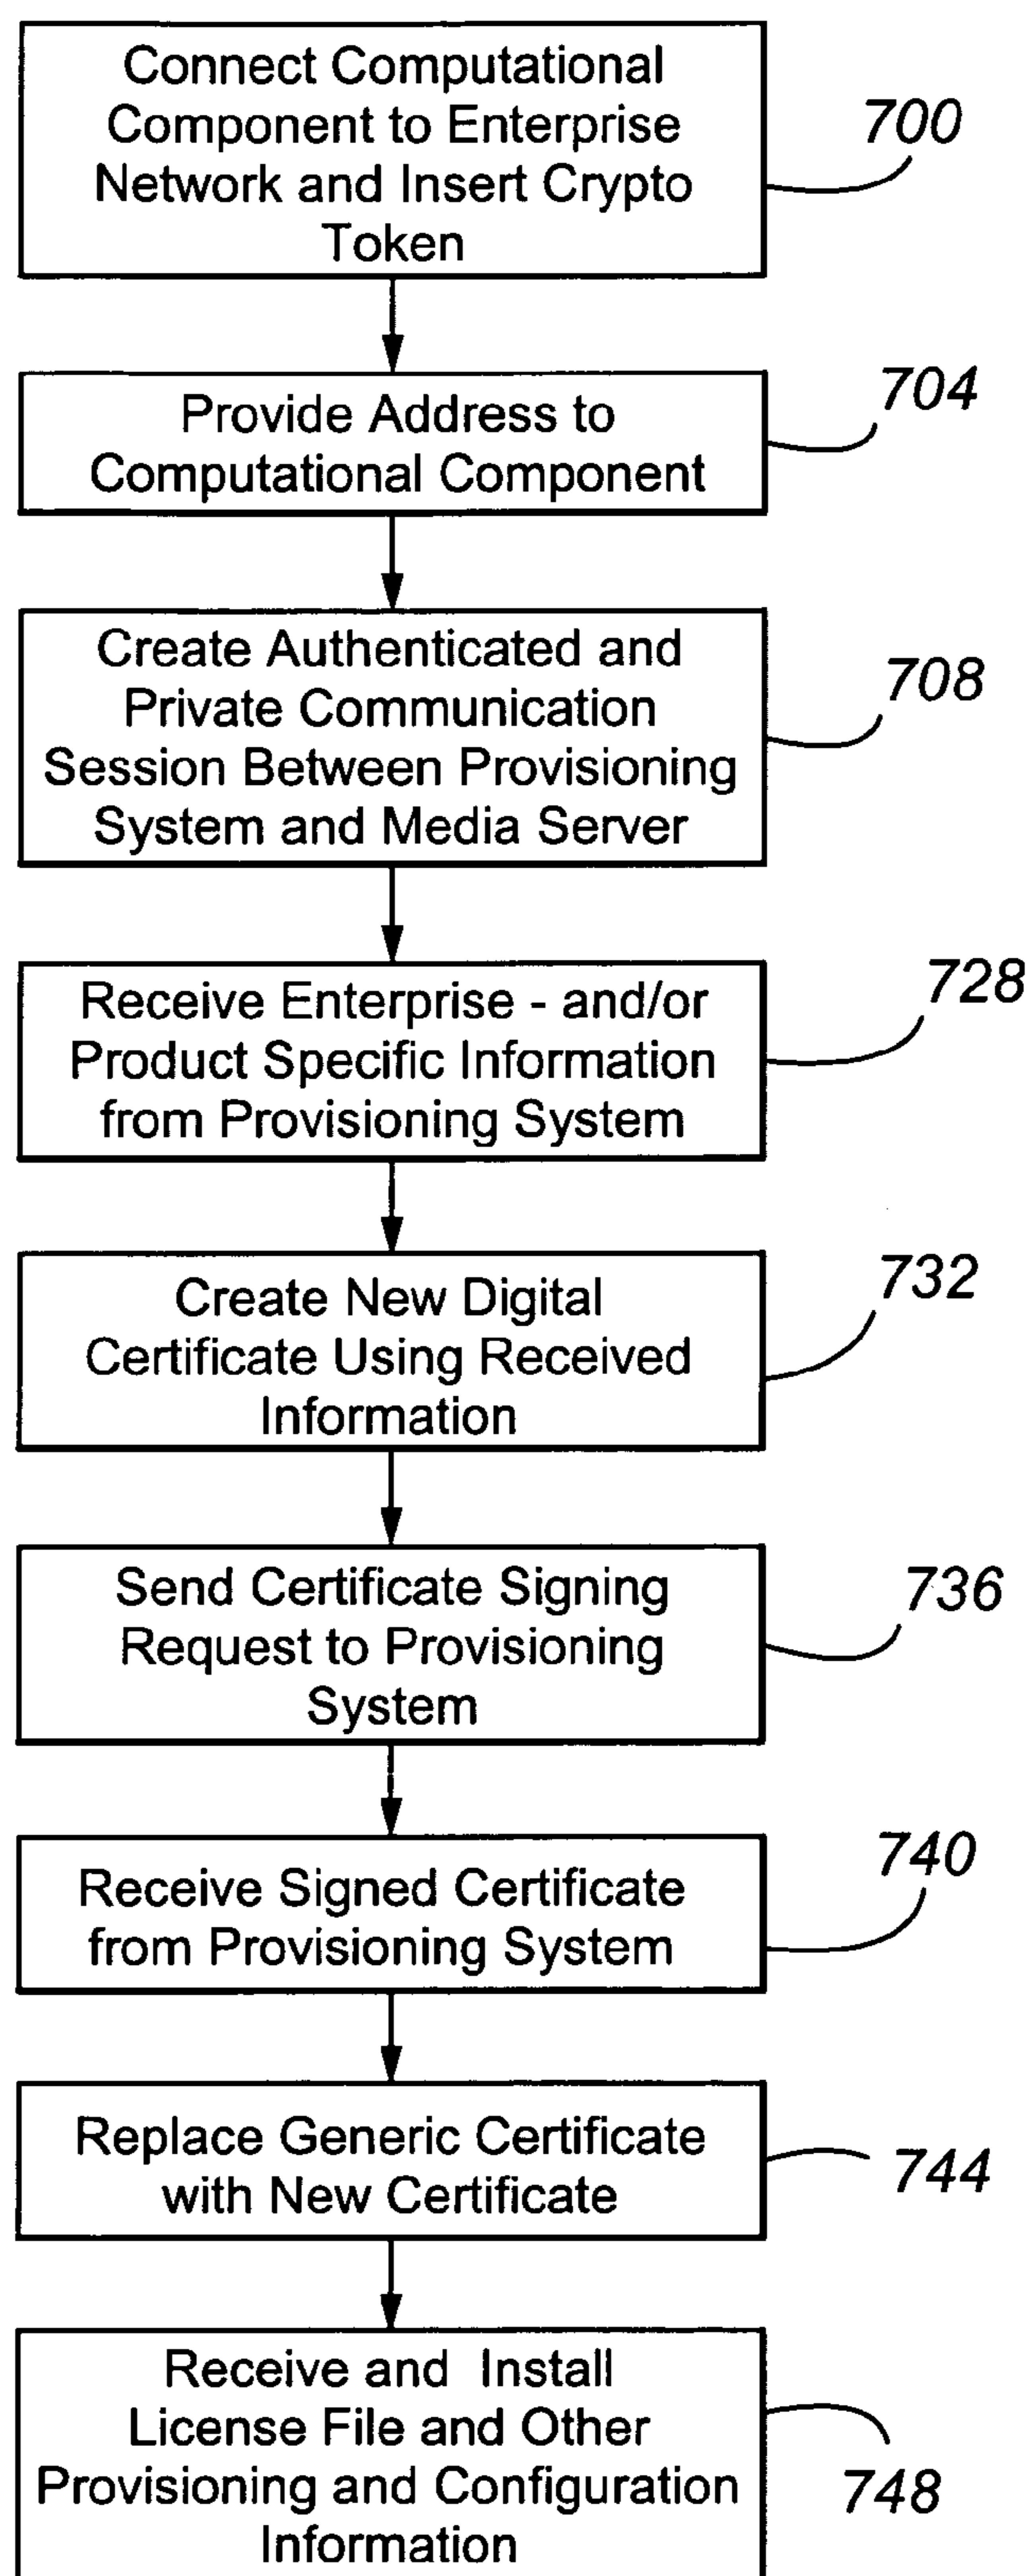 Connect Computational
Component to Enterprise
Network and Insert Crypto
Token
700
Provide Address to
Computational Component
704
Create Authenticated and
Private Communication
Session Between Provisioning
System and Media Server
708
Receive Enterprise - and/or
Product Specific Information
from Provisioning System
728
Create New Digital
Certificate Using Received
Information
732
Send Certificate Signing
Request to Provisioning
System
736
Receive Signed Certificate
from Provisioning System
740
Replace Generic Certificate
with New Certificate
744
Receive and Install
License File and Other
Provisioning and Configuration
Information
748